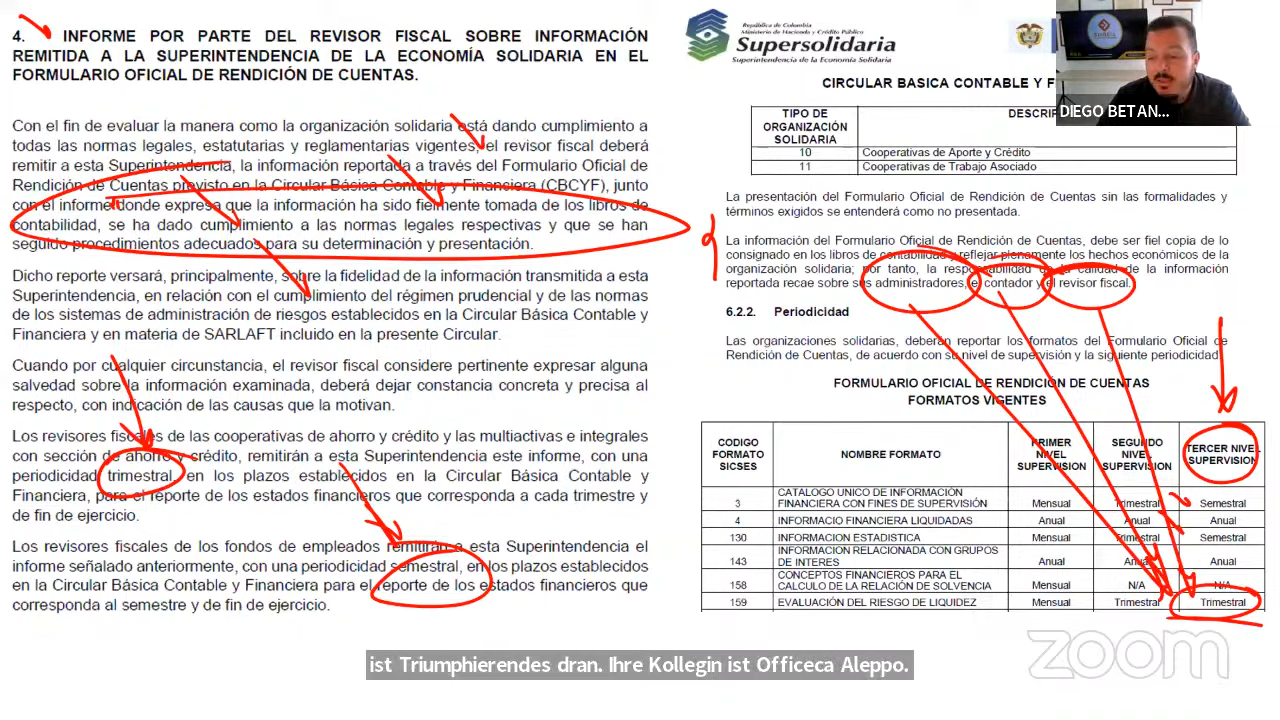 4. INFORME POR PARTE DEL REVISOR FISCAL SOBRE INFORMACIÓN
REMITIDA A LA SUPERINTENDENCIA DE LA ECONOMÍA SOLIDARIA EN EL
FORMULARIO OFICIAL DE RENDICIÓN DE CUENTAS.
Con el fin de evaluar la manera como la organización solidaria está dando cumplimiento a
todas las normas legales, estatutarias y reglamentarias vigentes, el revisor fiscal deberá
remitir a esta Superintendencia, la información reportada a través del Formulario Oficial de
Rendición de Cuentas previsto en la Circular Básica Contable y Financiera (CBCYF), junto
con el informe donde expresa que la información ha sido fielmente tomada de los libros de
contabilidad, se ha dado cumplimiento a las normas legales respectivas y que se han
seguido procedimientos adecuados para su determinación y presentación.
Dicho reporte versará, principalmente, sobre la fidelidad de la información transmitida a esta
Superintendencia, en relación con el cumplimiento del régimen prudencial y de las normas
de los sistemas de administración de riesgos establecidos en la Circular Básica Contable y
Financiera y en materia de SARLAFT incluido en la presente Circular.
Cuando por cualquier circunstancia, el revisor fiscal considere pertinente expresar alguna
salvedad sobre la información examinada, deberá dejar constancia concreta y precisa al
respecto, con indicación de las causas que la motivan.
Los revisores fiscales de las cooperativas de ahorro y crédito y las multiactivas e integrales
con sección de ahorro y crédito, remitirán a esta Superintendencia este informe, con una
periodicidad trimestral, en los plazos establecidos en la Circular Básica Contable y
Financiera, para el reporte de los estados financieros que corresponda a cada trimestre y
de fin de ejercicio.
Los revisores fiscales de los fondos de empleados remitirán a esta Superintendencia el
informe señalado anteriormente, con una periodicidad semestral, en los plazos establecidos
en la Circular Básica Contable y Financiera para el reporte de los estados financieros que
corresponda al semestre y de fin de ejercicio.
República de Colombia
Ministerio de Hacienda y Crédito Público
Supersolidaria
Superintendencia de la Economía Solidaria
DIEGO BETAN...
CIRCULAR BASICA CONTABLE Y F
TIPO DE ORGANIZACIÓN SOLIDARIA DESCRIP
10 Cooperativas de Aporte y Crédito
11 Cooperativas de Trabajo Asociado
La presentación del Formulario Oficial de Rendición de Cuentas sin las formalidades y
términos exigidos se entenderá como no presentada.
La información del Formulario Oficial de Rendición de Cuentas, debe ser fiel copia de lo
consignado en los libros de contabilidad y reflejar plenamente los hechos económicos de la
organización solidaria; por tanto, la responsabilidad de la calidad de la información
reportada recae sobre sus administradores, el contador y el revisor fiscal.
6.2.2. Periodicidad
Las organizaciones solidarias, deberán reportar los formatos del Formulario Oficial de
Rendición de Cuentas, de acuerdo con su nivel de supervisión y la siguiente periodicidad
FORMULARIO OFICIAL DE RENDICIÓN DE CUENTAS
FORMATOS VIGENTES
CODIGO FORMATO SICSES NOMBRE FORMATO PRIMER NIVEL SUPERVISIÓN SEGUNDO NIVEL SUPERVISIÓN TERCER NIVEL SUPERVISIÓN
3 CATALOGO UNICO DE INFORMACIÓN FINANCIERA CON FINES DE SUPERVISIÓN Mensual Trimestral Semestral
4 INFORMACIO FINANCIERA LIQUIDADAS Anual Anual Anual
130 INFORMACION ESTADISTICA Mensual Trimestral Semestral
143 INFORMACION RELACIONADA CON GRUPOS DE INTERES Anual Anual Anual
158 CONCEPTOS FINANCIEROS PARA EL CALCULO DE LA RELACIÓN DE SOLVENCIA Mensual N/A N/A
159 EVALUACIÓN DEL RIESGO DE LIQUIDEZ Mensual Trimestral Trimestral
zoom
ist Triumphierendes dran. Ihre Kollegin ist Officeca Aleppo.